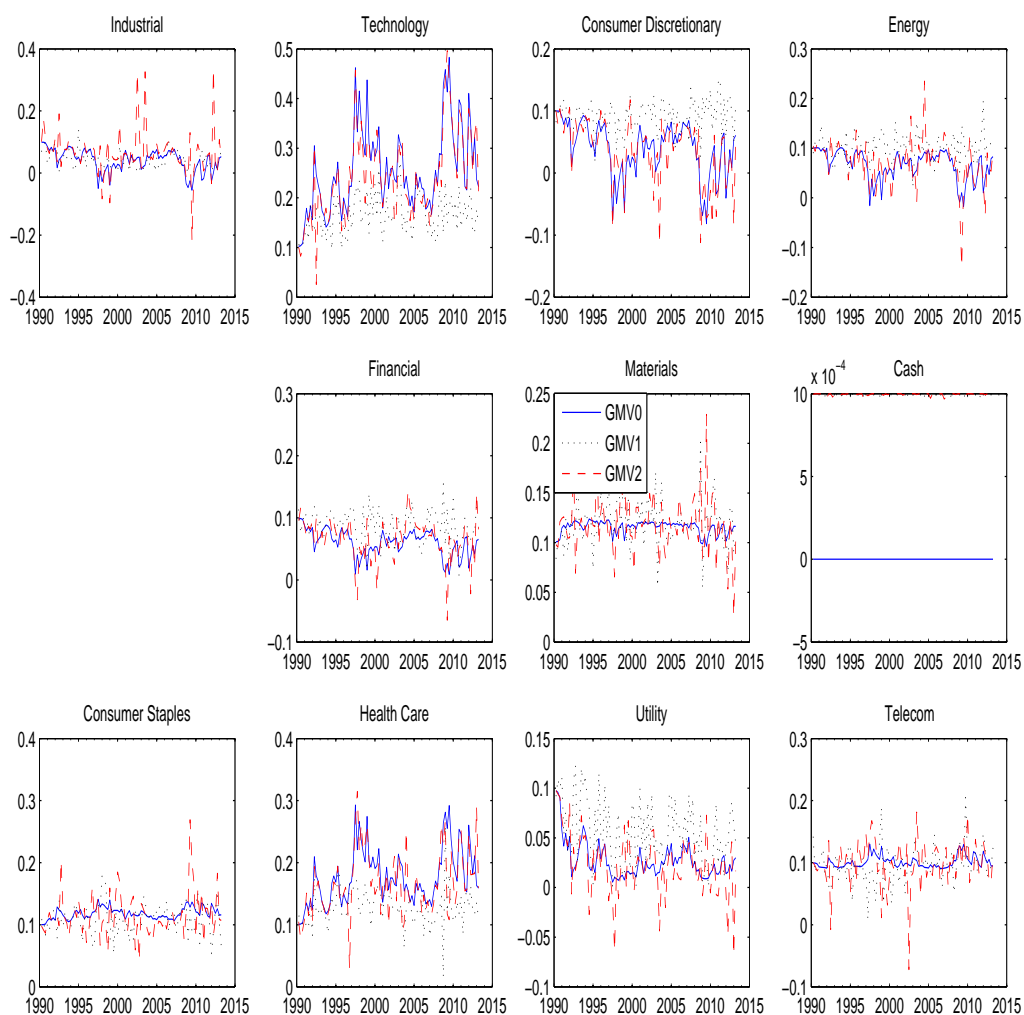 Industrial
0.4
0.2
0
−0.2
−0.4
1990 1995 2000 2005 2010 2015
Technology
0.5
0.4
0.3
0.2
0.1
0
1990 1995 2000 2005 2010 2015
Consumer Discretionary
0.2
0.1
0
−0.1
−0.2
1990 1995 2000 2005 2010 2015
Energy
0.3
0.2
0.1
0
−0.1
−0.2
1990 1995 2000 2005 2010 2015
Financial
0.3
0.2
0.1
0
−0.1
1990 1995 2000 2005 2010 2015
Materials
0.25
0.2
0.15
0.1
0.05
0
1990 1995 2000 2005 2010 2015
GMV0
GMV1
GMV2
Cash
x 10−4
10
5
0
−5
1990 1995 2000 2005 2010 2015
Consumer Staples
0.4
0.3
0.2
0.1
0
1990 1995 2000 2005 2010 2015
Health Care
0.4
0.3
0.2
0.1
0
1990 1995 2000 2005 2010 2015
Utility
0.15
0.1
0.05
0
−0.05
−0.1
1990 1995 2000 2005 2010 2015
Telecom
0.3
0.2
0.1
0
−0.1
1990 1995 2000 2005 2010 2015